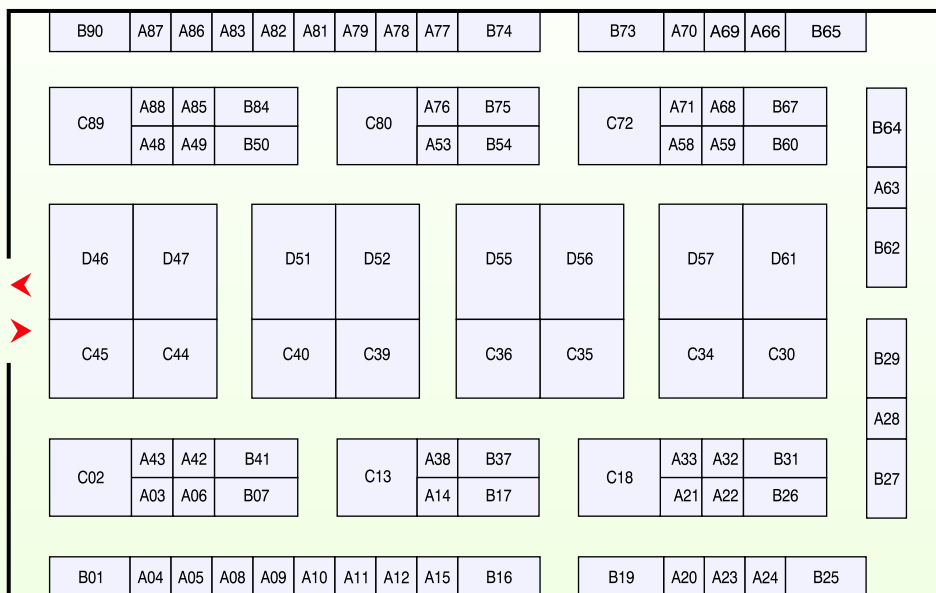 B90 A87 A86 A83 A82 A81 A79 A78 A77 B74 B73 A70 A69 A66 B65
C89 A88 A85 B84 C80 A76 B75 C72 A71 A68 B67 B64
A48 A49 B50 A53 B54 A58 A59 B60
A63
D46 D47 D51 D52 D55 D56 D57 D61 B62
C45 C44 C40 C39 C36 C35 C34 C30 B29
A28
C02 A43 A42 B41 C13 A38 B37 C18 A33 A32 B31 B27
A03 A06 B07 A14 B17 A21 A22 B26
B01 A04 A05 A08 A09 A10 A11 A12 A15 B16 B19 A20 A23 A24 B25